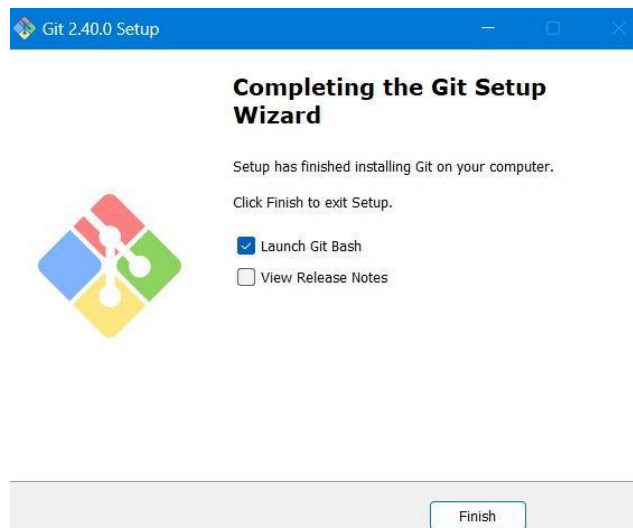 Git 2.40.0 Setup
Completing the Git Setup
Wizard
Setup has finished installing Git on your computer.
Click Finish to exit Setup.
Launch Git Bash
View Release Notes
Finish